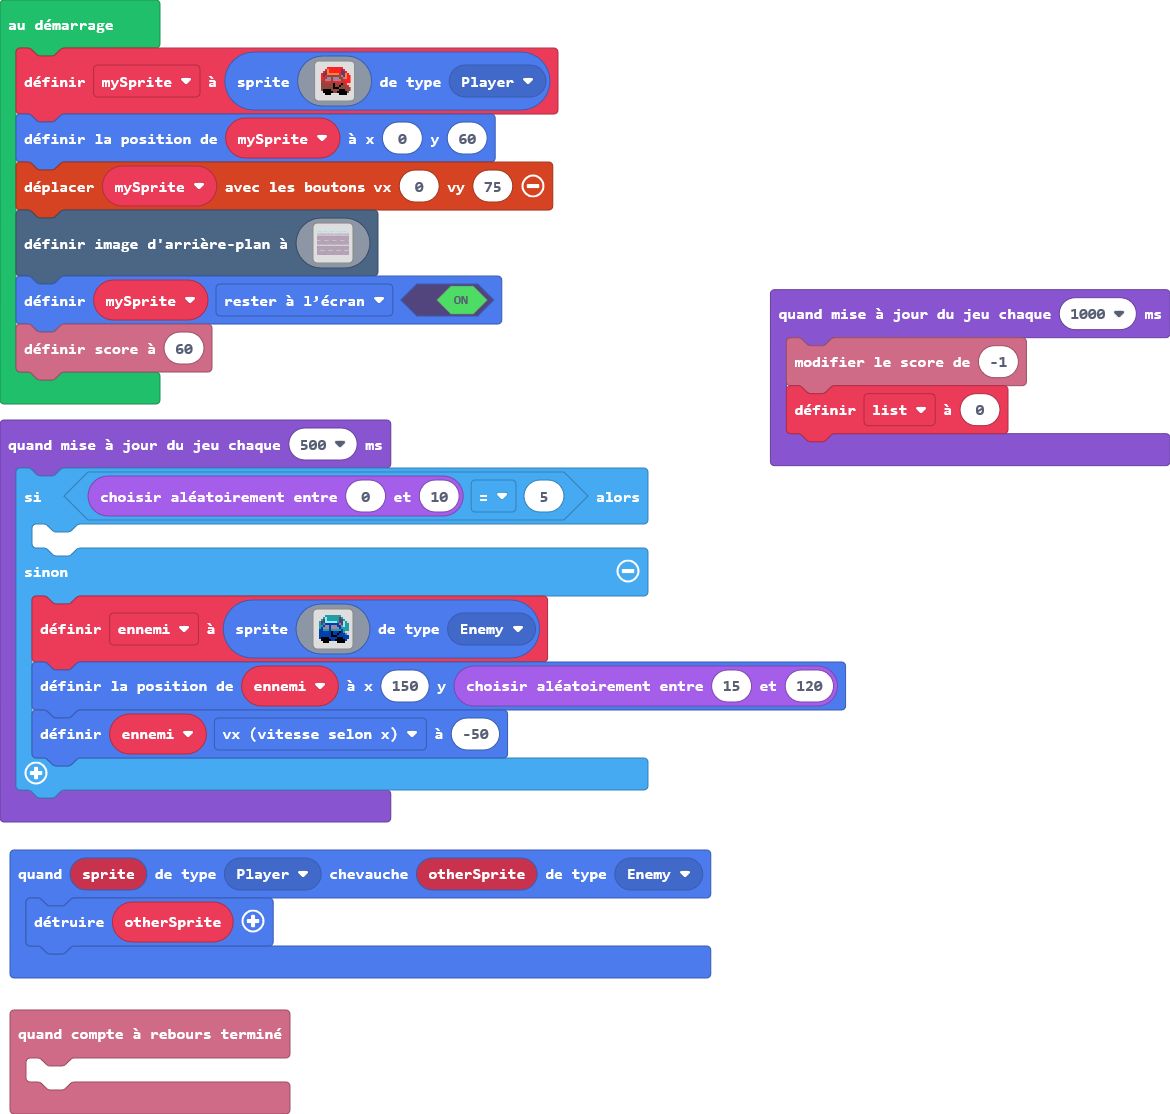 au démarrage
définir mySprite à sprite de type Player
définir la position de mySprite à x 0 y 60
déplacer mySprite avec les boutons vx 0 vy 75
définir image d'arrière-plan à
définir mySprite rester à l’écran ON
définir score à 60
quand mise à jour du jeu chaque 1000 ms
modifier le score de -1
définir list à 0
quand mise à jour du jeu chaque 500 ms
si choisir aléatoirement entre 0 et 10 = 5 alors
sinon
définir ennemi à sprite de type Enemy
définir la position de ennemi à x 150 y choisir aléatoirement entre 15 et 120
définir ennemi vx (vitesse selon x) à -50
quand sprite de type Player chevauche otherSprite de type Enemy
détruire otherSprite
quand compte à rebours terminé